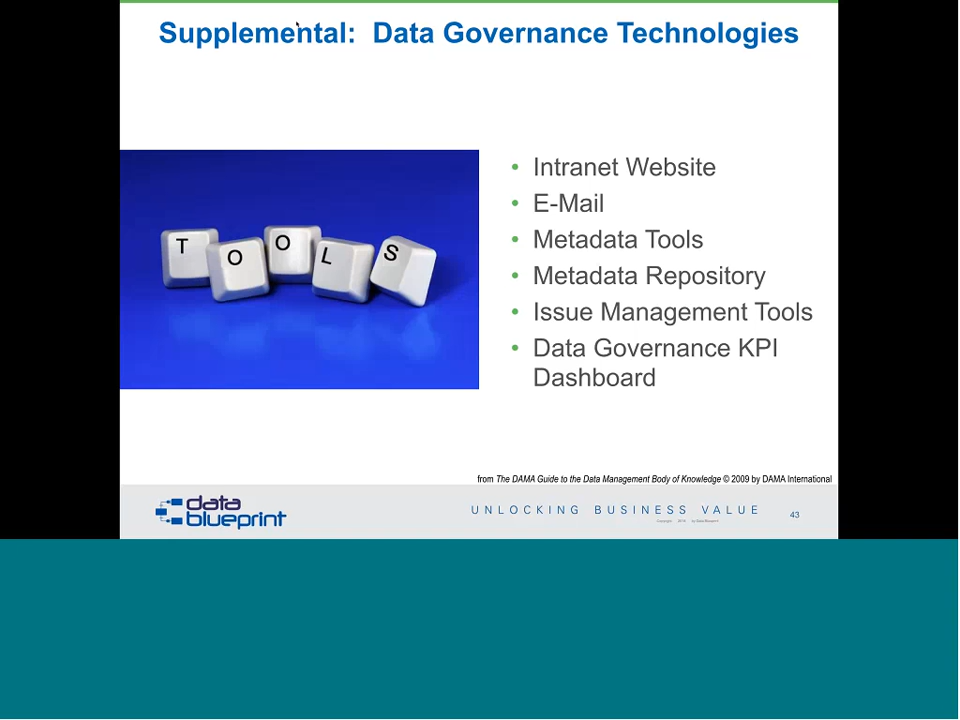 Supplemental: Data Governance Technologies
T O O L S
• Intranet Website
• E-Mail
• Metadata Tools
• Metadata Repository
• Issue Management Tools
• Data Governance KPI
Dashboard
from The DAMA Guide to the Data Management Body of Knowledge © 2009 by DAMA International
data
blueprint
UNLOCKING BUSINESS VALUE
43